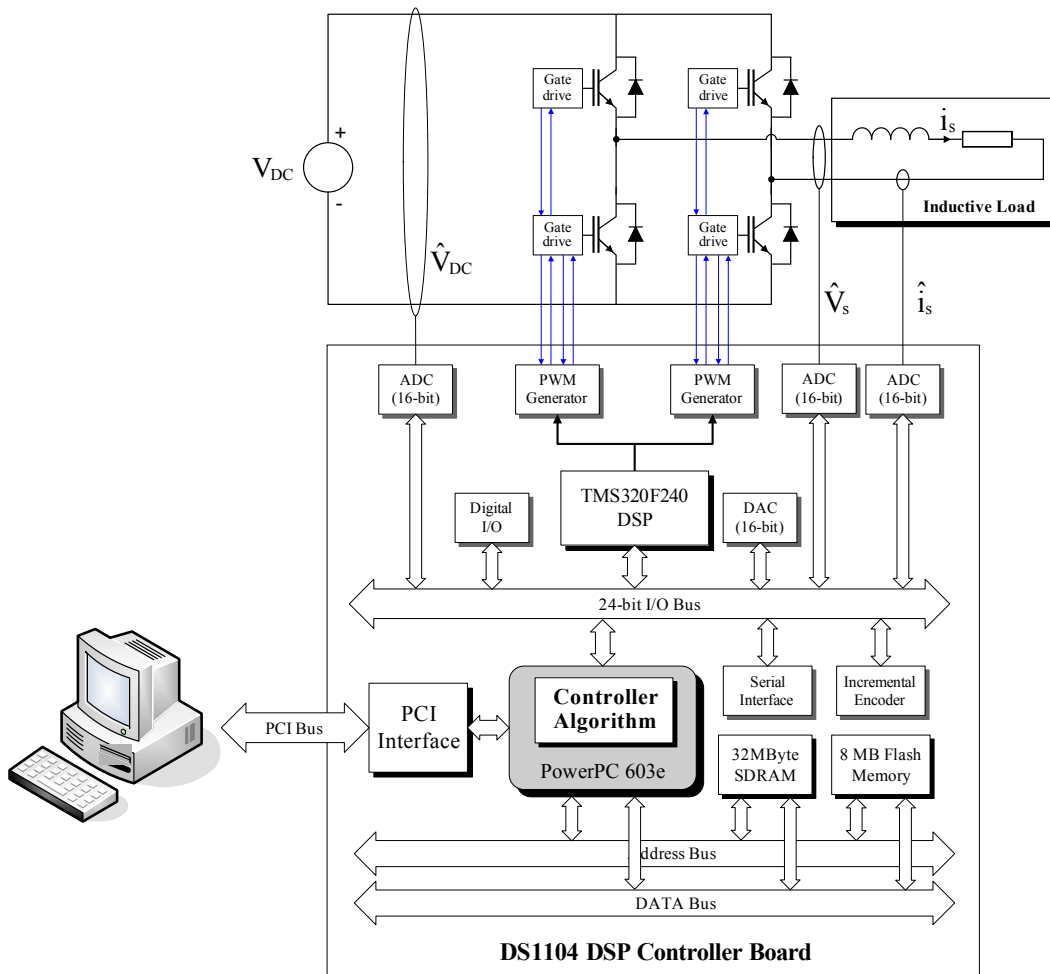 Gate
drive
Gate
drive
+
V_DC
-
i_s
Inductive Load
Gate
drive
Gate
drive
V̂_DC
V̂_s
î_s
ADC
(16-bit)
PWM
Generator
PWM
Generator
ADC
(16-bit)
ADC
(16-bit)
Digital
I/O
TMS320F240
DSP
DAC
(16-bit)
24-bit I/O Bus
PCI Bus
PCI
Interface
Controller
Algorithm
PowerPC 603e
Serial
Interface
Incremental
Encoder
32MByte
SDRAM
8 MB Flash
Memory
Address Bus
DATA Bus
DS1104 DSP Controller Board